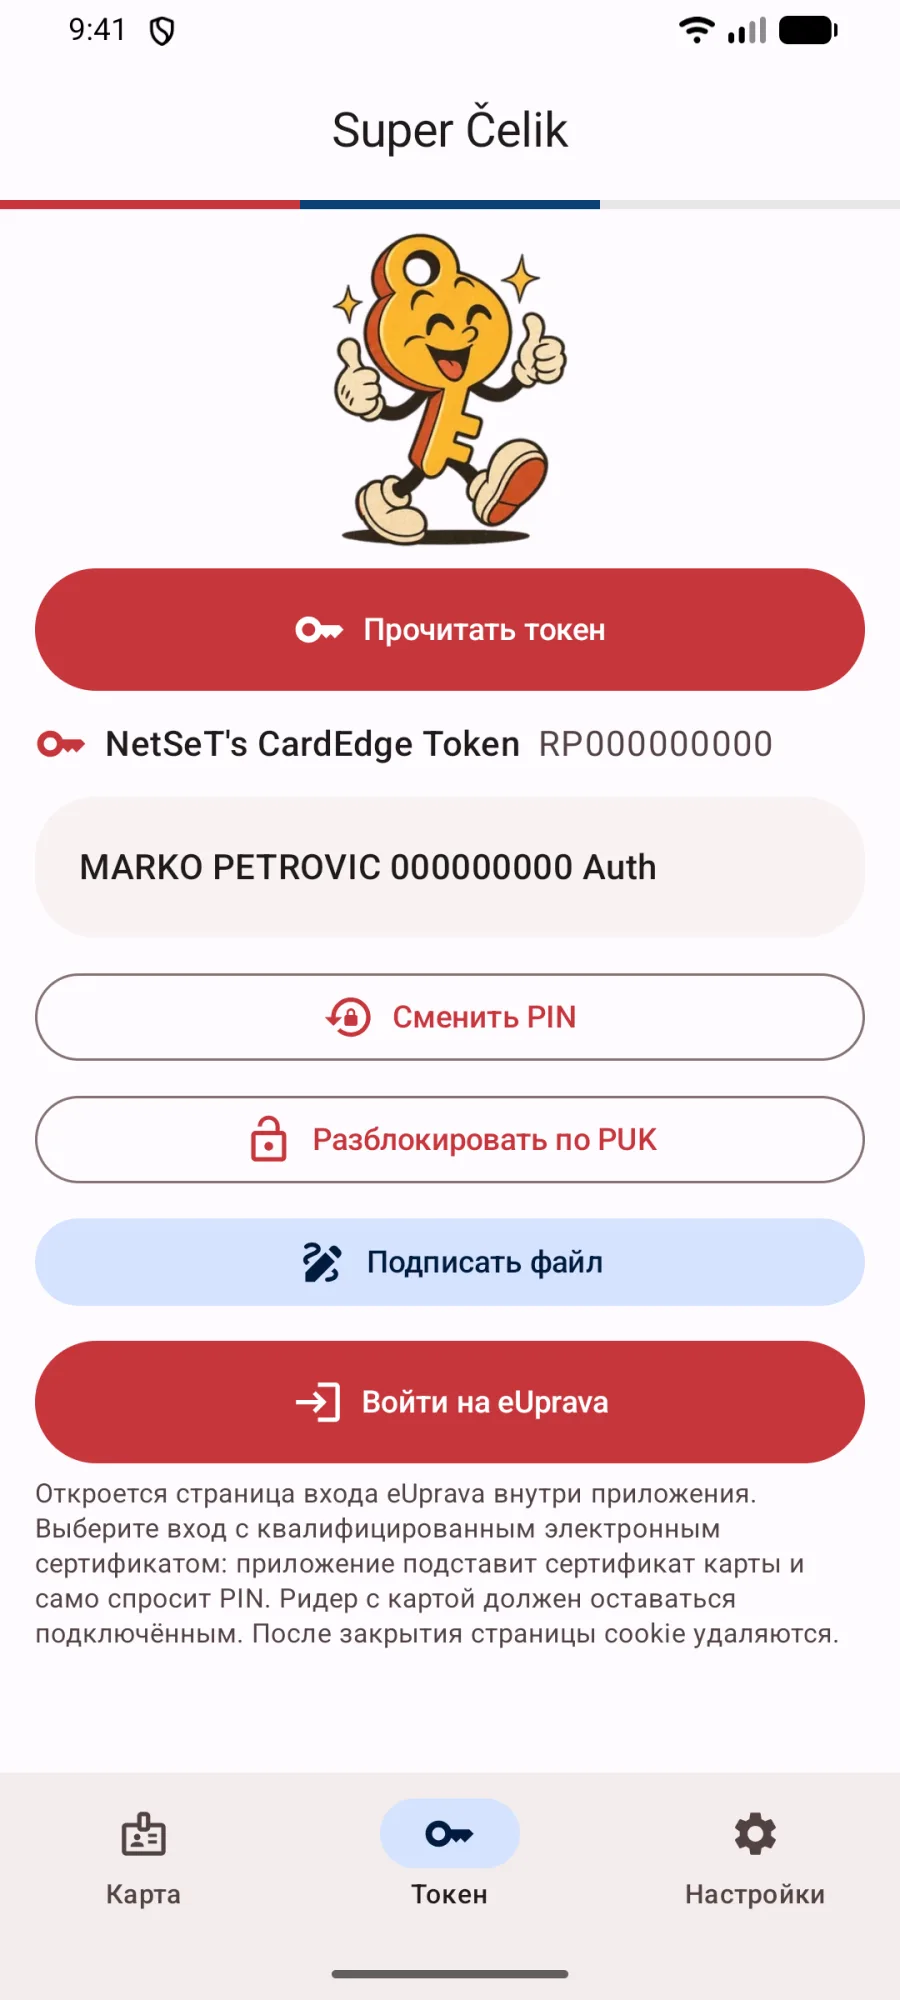 9:41
Super Čelik
Прочитать токен
NetSeT's CardEdge Token RP000000000
MARKO PETROVIC 000000000 Auth
Сменить PIN
Разблокировать по PUK
Подписать файл
Войти на eUprava
Откроется страница входа eUprava внутри приложения.
Выберите вход с квалифицированным электронным
сертификатом: приложение подставит сертификат карты и
само спросит PIN. Ридер с картой должен оставаться
подключённым. После закрытия страницы cookie удаляются.
Карта
Токен
Настройки